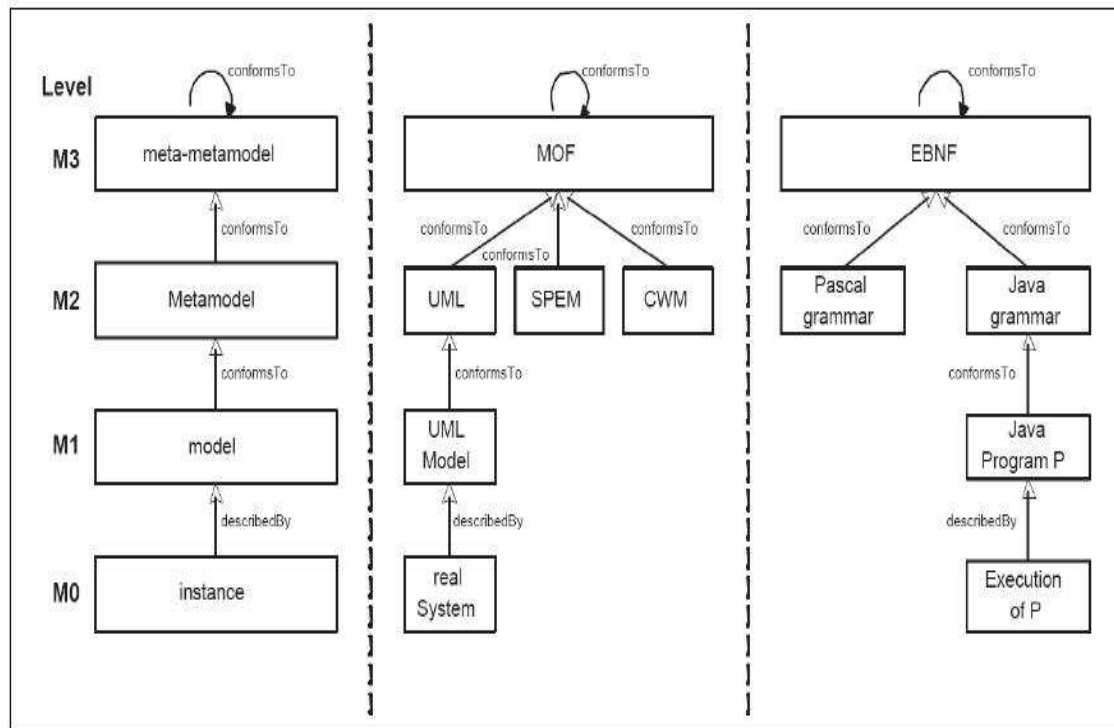 conformsTo
conformsTo
conformsTo
Level
M3
meta-metamodel
MOF
EBNF
conformsTo
conformsTo
conformsTo
conformsTo
conformsTo
conformsTo
M2
Metamodel
UML
SPEM
CWM
Pascal
grammar
Java
grammar
conformsTo
conformsTo
conformsTo
M1
model
UML
Model
Java
Program P
describedBy
describedBy
describedBy
M0
instance
real
System
Execution
of P